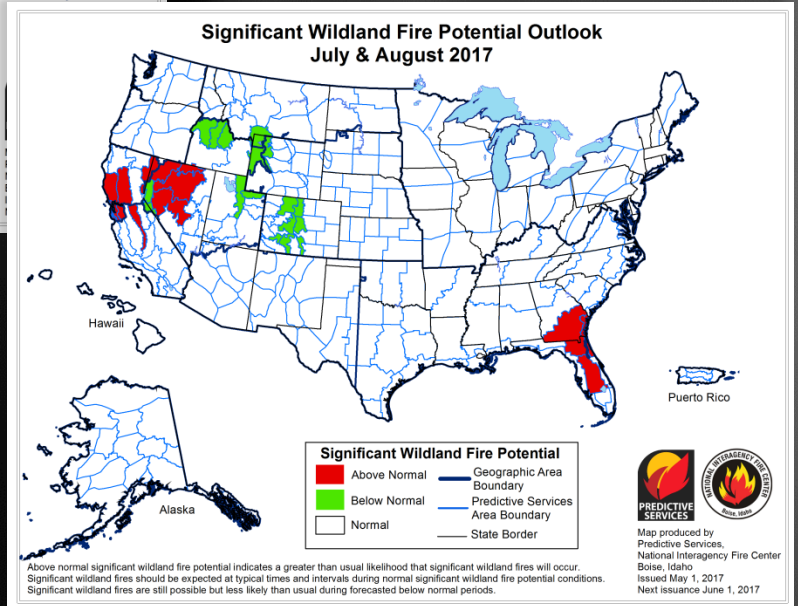 Significant Wildland Fire Potential Outlook
July & August 2017
Hawaii
Puerto Rico
Alaska
Significant Wildland Fire Potential
Above Normal
Below Normal
Normal
Geographic Area
Boundary
Predictive Services
Area Boundary
State Border
PREDICTIVE
SERVICES
NATIONAL INTERAGENCY FIRE CENTER
Boise, Idaho
Map produced by
Predictive Services,
National Interagency Fire Center
Boise, Idaho
Issued May 1, 2017
Next issuance June 1, 2017
Above normal significant wildland fire potential indicates a greater than usual likelihood that significant wildland fires will occur.
Significant wildland fires should be expected at typical times and intervals during normal significant wildland fire potential conditions.
Significant wildland fires are still possible but less likely than usual during forecasted below normal periods.